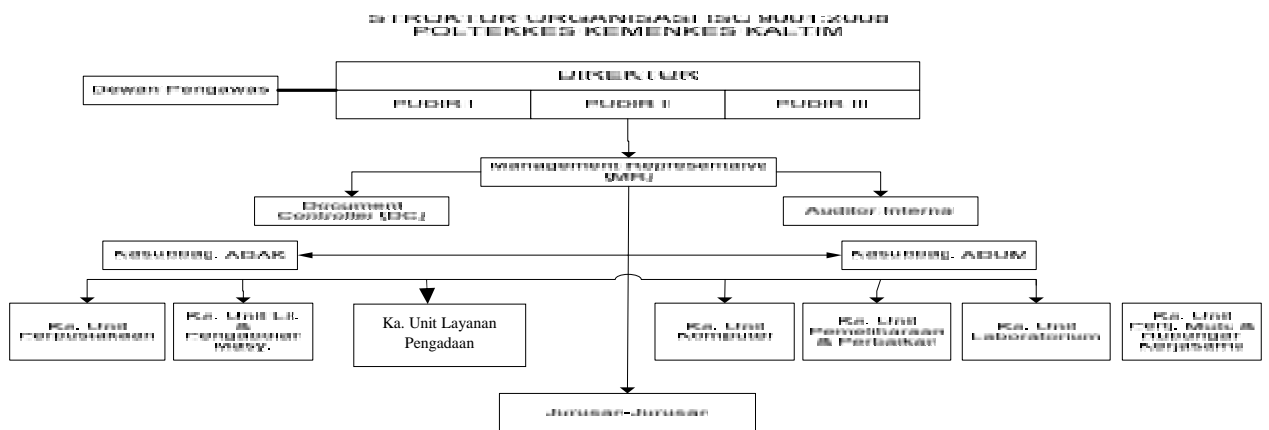 STRUKTUR ORGANISASI ISO 9001:2008
POLTEKKES KEMENKES KALTIM
DIREKTUR
Dewan Pengawas
PUDIR I
PUDIR II
PUDIR III
Management Representative
(MR)
Document
Controller (DC)
Auditor Interna
Kasubbag. ADAK
Kasubbag. ADUM
Ka. Unit
Perpustakaan
Ka. Unit Lit.
&
Masy.
Ka. Unit Layanan
Pengadaan
Ka. Unit
Komputer
Ka. Unit
Pemeliharaan
& Perbaikan
Ka. Unit
Laboratorium
Ka. Unit
Penj. Mutu &
Hubungan
Kerjasama
Jurusan-Jurusan